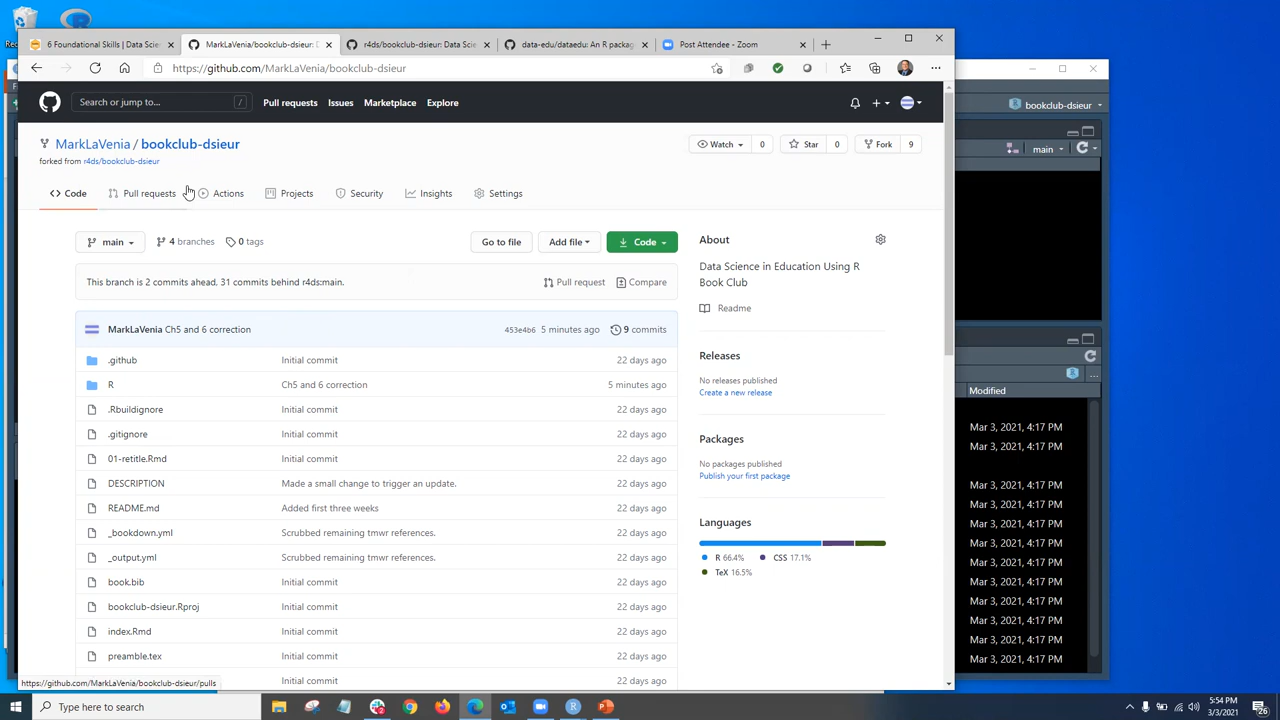 6 Foundational Skills | Data Scie
MarkLaVenia/bookclub-dsieur: D
r4ds/bookclub-dsieur: Data Scie
data-edu/dataedu: An R packag
Post Attendee - Zoom
https://github.com/MarkLaVenia/bookclub-dsieur
Search or jump to...
/
Pull requests
Issues
Marketplace
Explore
bookclub-dsieur
MarkLaVenia / bookclub-dsieur
Watch 0
Star 0
Fork 9
main
forked from r4ds/bookclub-dsieur
<> Code
Pull requests
Actions
Projects
Security
Insights
Settings
main
4 branches
0 tags
Go to file
Add file
Code
About
Data Science in Education Using R
Book Club
Readme
This branch is 2 commits ahead, 31 commits behind r4ds:main.
Pull request
Compare
MarkLaVenia Ch5 and 6 correction
453e4b6 5 minutes ago
9 commits
.github Initial commit 22 days ago
R Ch5 and 6 correction 5 minutes ago
.Rbuildignore Initial commit 22 days ago
.gitignore Initial commit 22 days ago
01-retitle.Rmd Initial commit 22 days ago
DESCRIPTION Made a small change to trigger an update. 22 days ago
README.md Added first three weeks 22 days ago
_bookdown.yml Scrubbed remaining tmwr references. 22 days ago
_output.yml Scrubbed remaining tmwr references. 22 days ago
book.bib Initial commit 22 days ago
bookclub-dsieur.Rproj Initial commit 22 days ago
index.Rmd Initial commit 22 days ago
preamble.tex Initial commit 22 days ago
Initial commit 22 days ago
Releases
No releases published
Create a new release
Packages
No packages published
Publish your first package
Languages
R 66.4%
CSS 17.1%
TeX 16.5%
Modified
Mar 3, 2021, 4:17 PM
Mar 3, 2021, 4:17 PM
Mar 3, 2021, 4:17 PM
Mar 3, 2021, 4:17 PM
Mar 3, 2021, 4:17 PM
Mar 3, 2021, 4:17 PM
Mar 3, 2021, 4:17 PM
Mar 3, 2021, 4:17 PM
Mar 3, 2021, 4:17 PM
Mar 3, 2021, 4:17 PM
Mar 3, 2021, 4:17 PM
Mar 3, 2021, 4:17 PM
https://github.com/MarkLaVenia/bookclub-dsieur/pulls
Type here to search
5:54 PM
3/3/2021
26